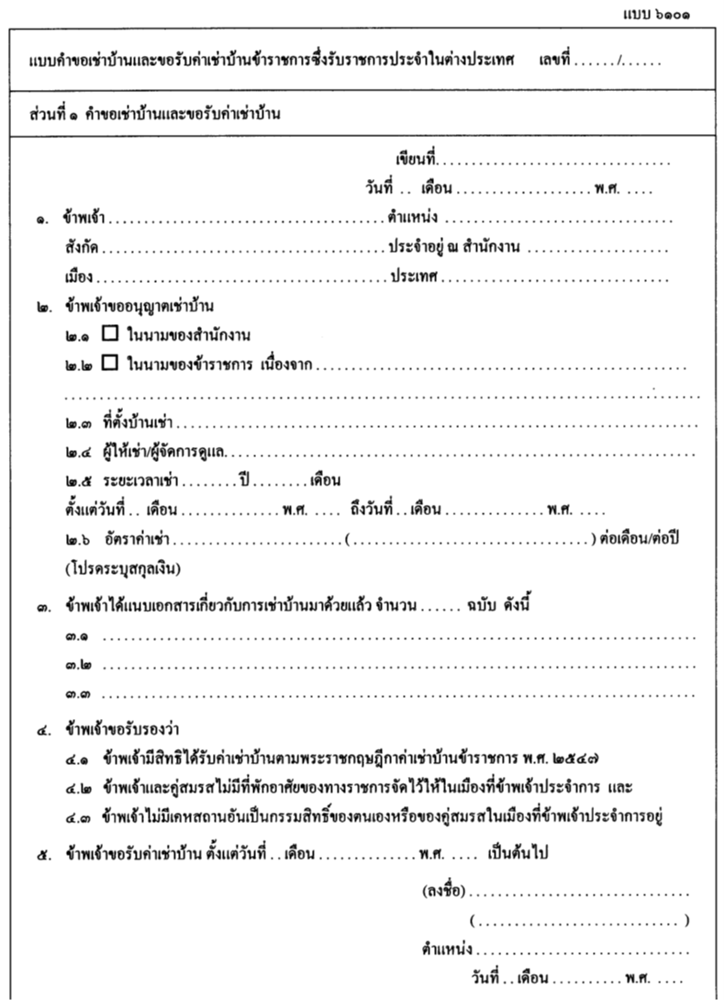 แบบ ๖๑๐๑
แบบคำขอเช่าบ้านและขอรับค่าเช่าบ้านข้าราชการซึ่งรับราชการประจำในต่างประเทศ เลขที่ ....../......
ส่วนที่ ๑ คำขอเช่าบ้านและขอรับค่าเช่าบ้าน
เขียนที่.................................
วันที่ .. เดือน ................... พ.ศ. ....
๑. ข้าพเจ้า ....................................... ตำแหน่ง ................................
สังกัด ........................................ ประจำอยู่ ณ สำนักงาน ....................
เมือง ......................................... ประเทศ ................................
๒. ข้าพเจ้าขออนุญาตเช่าบ้าน
๒.๑ ☐ ในนามของสำนักงาน
๒.๒ ☐ ในนามของข้าราชการ เนื่องจาก ....................................................
..........................................................................................
๒.๓ ที่ตั้งบ้านเช่า .........................................................................
๒.๔ ผู้ให้เช่า/ผู้จัดการดูแล..................................................................
๒.๕ ระยะเวลาเช่า ........ ปี ........ เดือน
ตั้งแต่วันที่ .. เดือน .............. พ.ศ. .... ถึงวันที่ .. เดือน .............. พ.ศ. ....
๒.๖ อัตราค่าเช่า ........................ (.................................) ต่อเดือน/ต่อปี
(โปรดระบุสกุลเงิน)
๓. ข้าพเจ้าได้แนบเอกสารเกี่ยวกับการเช่าบ้านมาด้วยแล้ว จำนวน ...... ฉบับ ดังนี้
๓.๑ ...................................................................................
๓.๒ ...................................................................................
๓.๓ ...................................................................................
๔. ข้าพเจ้าขอรับรองว่า
๔.๑ ข้าพเจ้ามีสิทธิได้รับค่าเช่าบ้านตามพระราชกฤษฎีกาค่าเช่าบ้านข้าราชการ พ.ศ. ๒๕๔๗
๔.๒ ข้าพเจ้าและคู่สมรสไม่มีที่พักอาศัยของทางราชการจัดไว้ให้ในเมืองที่ข้าพเจ้าประจำการ และ
๔.๓ ข้าพเจ้าไม่มีเคหสถานอันเป็นกรรมสิทธิ์ของตนเองหรือของคู่สมรสในเมืองที่ข้าพเจ้าประจำการอยู่
๕. ข้าพเจ้าขอรับค่าเช่าบ้าน ตั้งแต่วันที่ .. เดือน .............. พ.ศ. .... เป็นต้นไป
(ลงชื่อ) ...............................
(............................)
ตำแหน่ง ..............................
วันที่ .. เดือน .......... พ.ศ. ....